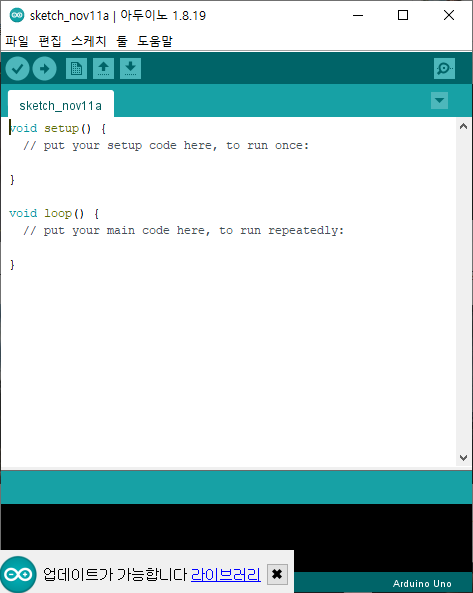 sketch_nov11a | 아두이노 1.8.19
파일 편집 스케치 툴 도움말
sketch_nov11a
void setup() {
  // put your setup code here, to run once:
}
void loop() {
  // put your main code here, to run repeatedly:
}
업데이트가 가능합니다 라이브러리
Arduino Uno